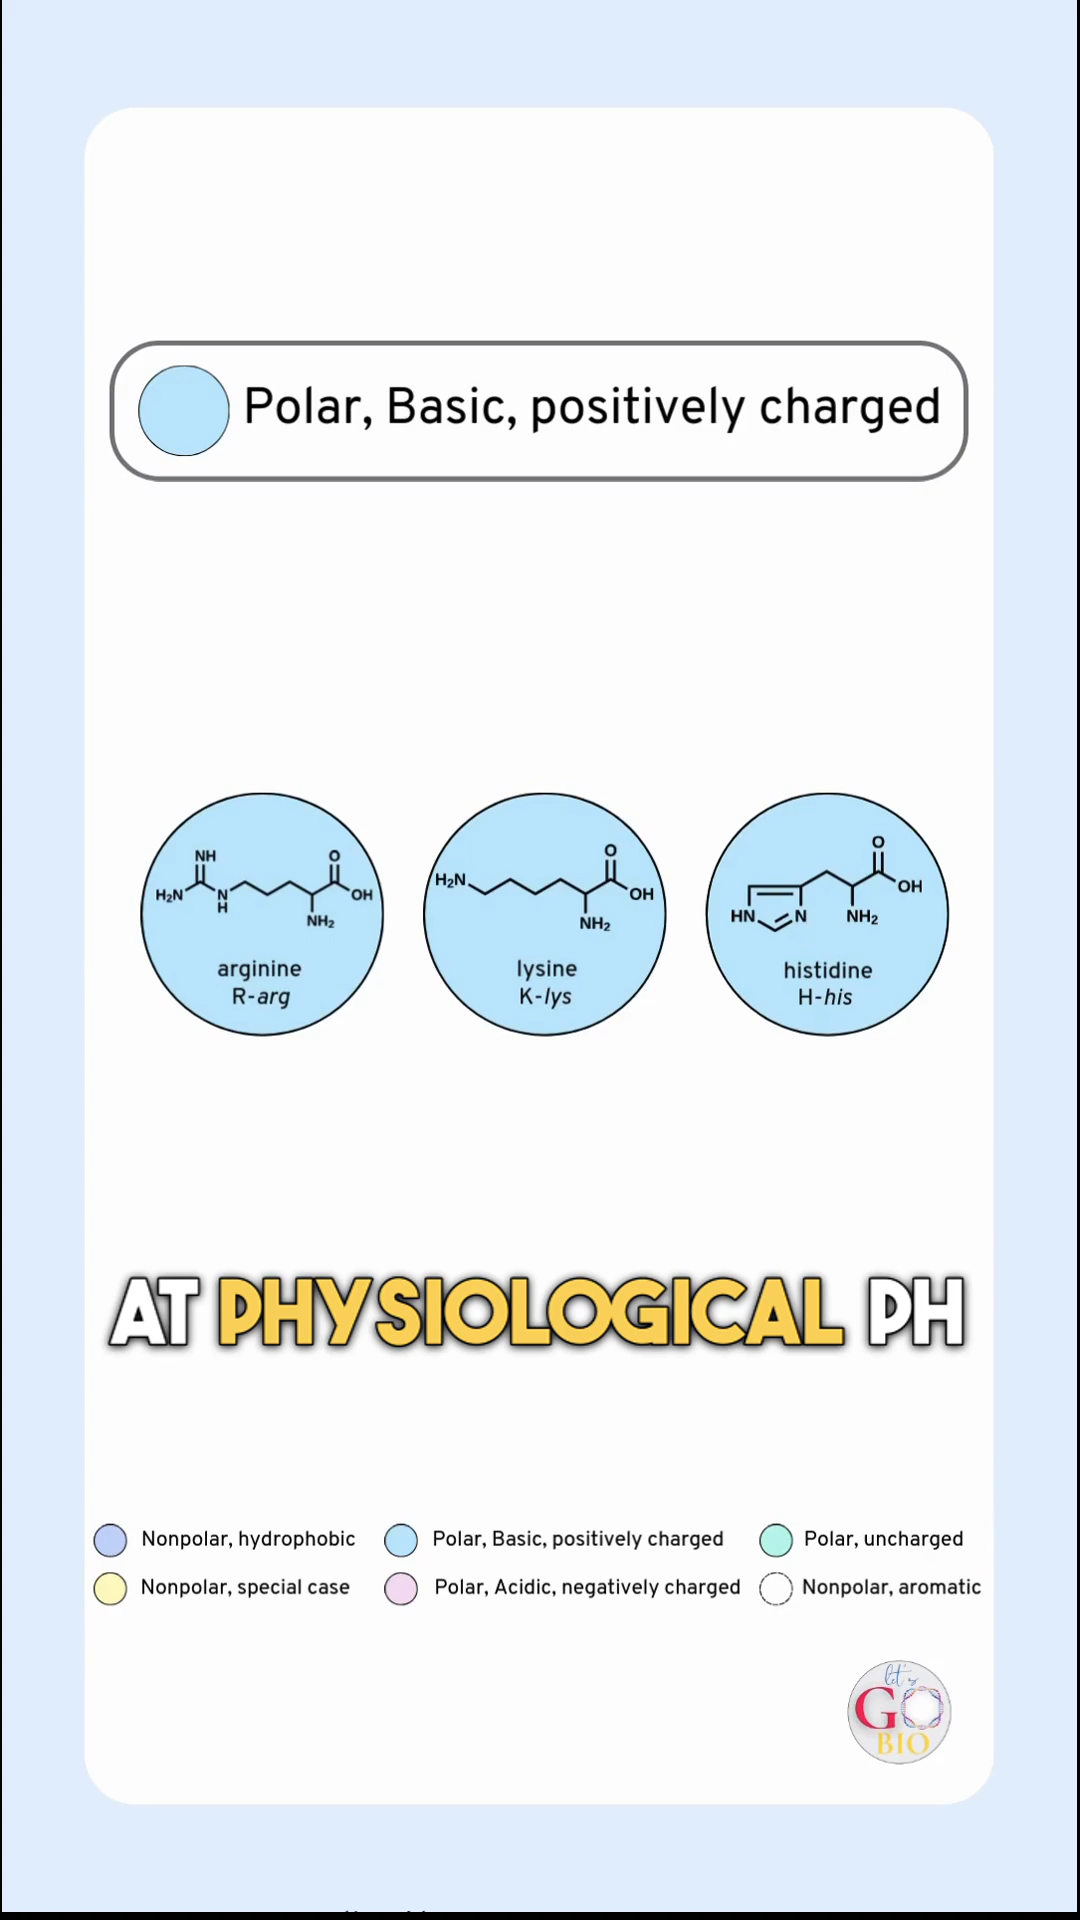 Polar, Basic, positively charged
NH
H₂N
N
H
O
OH
NH₂
arginine
R-arg
H₂N
O
OH
NH₂
lysine
K-lys
HN
N
O
OH
NH₂
histidine
H-his
AT PHYSIOLOGICAL PH
Nonpolar, hydrophobic
Polar, Basic, positively charged
Polar, uncharged
Nonpolar, special case
Polar, Acidic, negatively charged
Nonpolar, aromatic
let's
GO
BIO